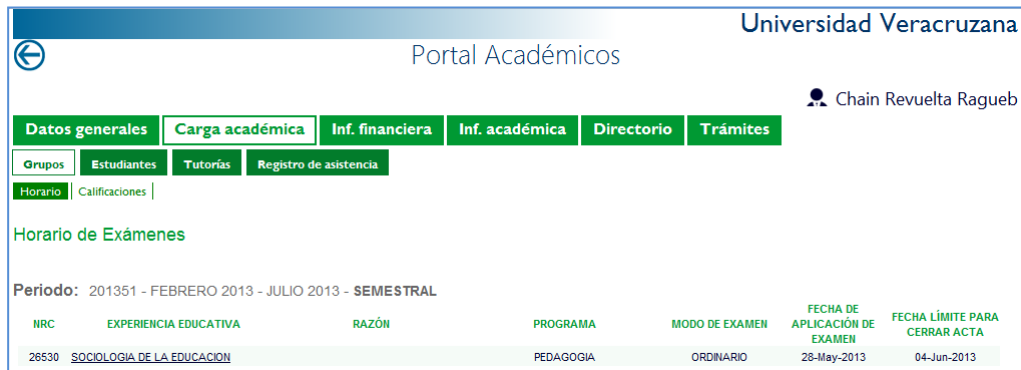 Universidad Veracruzana
Portal Académicos
Chain Revuelta Ragueb
Datos generales Carga académica Inf. financiera Inf. académica Directorio Trámites
Grupos Estudiantes Tutorías Registro de asistencia
Horario Calificaciones
Horario de Exámenes
Periodo: 201351 - FEBRERO 2013 - JULIO 2013 - SEMESTRAL
NRC EXPERIENCIA EDUCATIVA RAZÓN PROGRAMA MODO DE EXAMEN FECHA DE APLICACIÓN DE EXAMEN FECHA LÍMITE PARA CERRAR ACTA
26530 SOCIOLOGIA DE LA EDUCACION PEDAGOGIA ORDINARIO 28-May-2013 04-Jun-2013